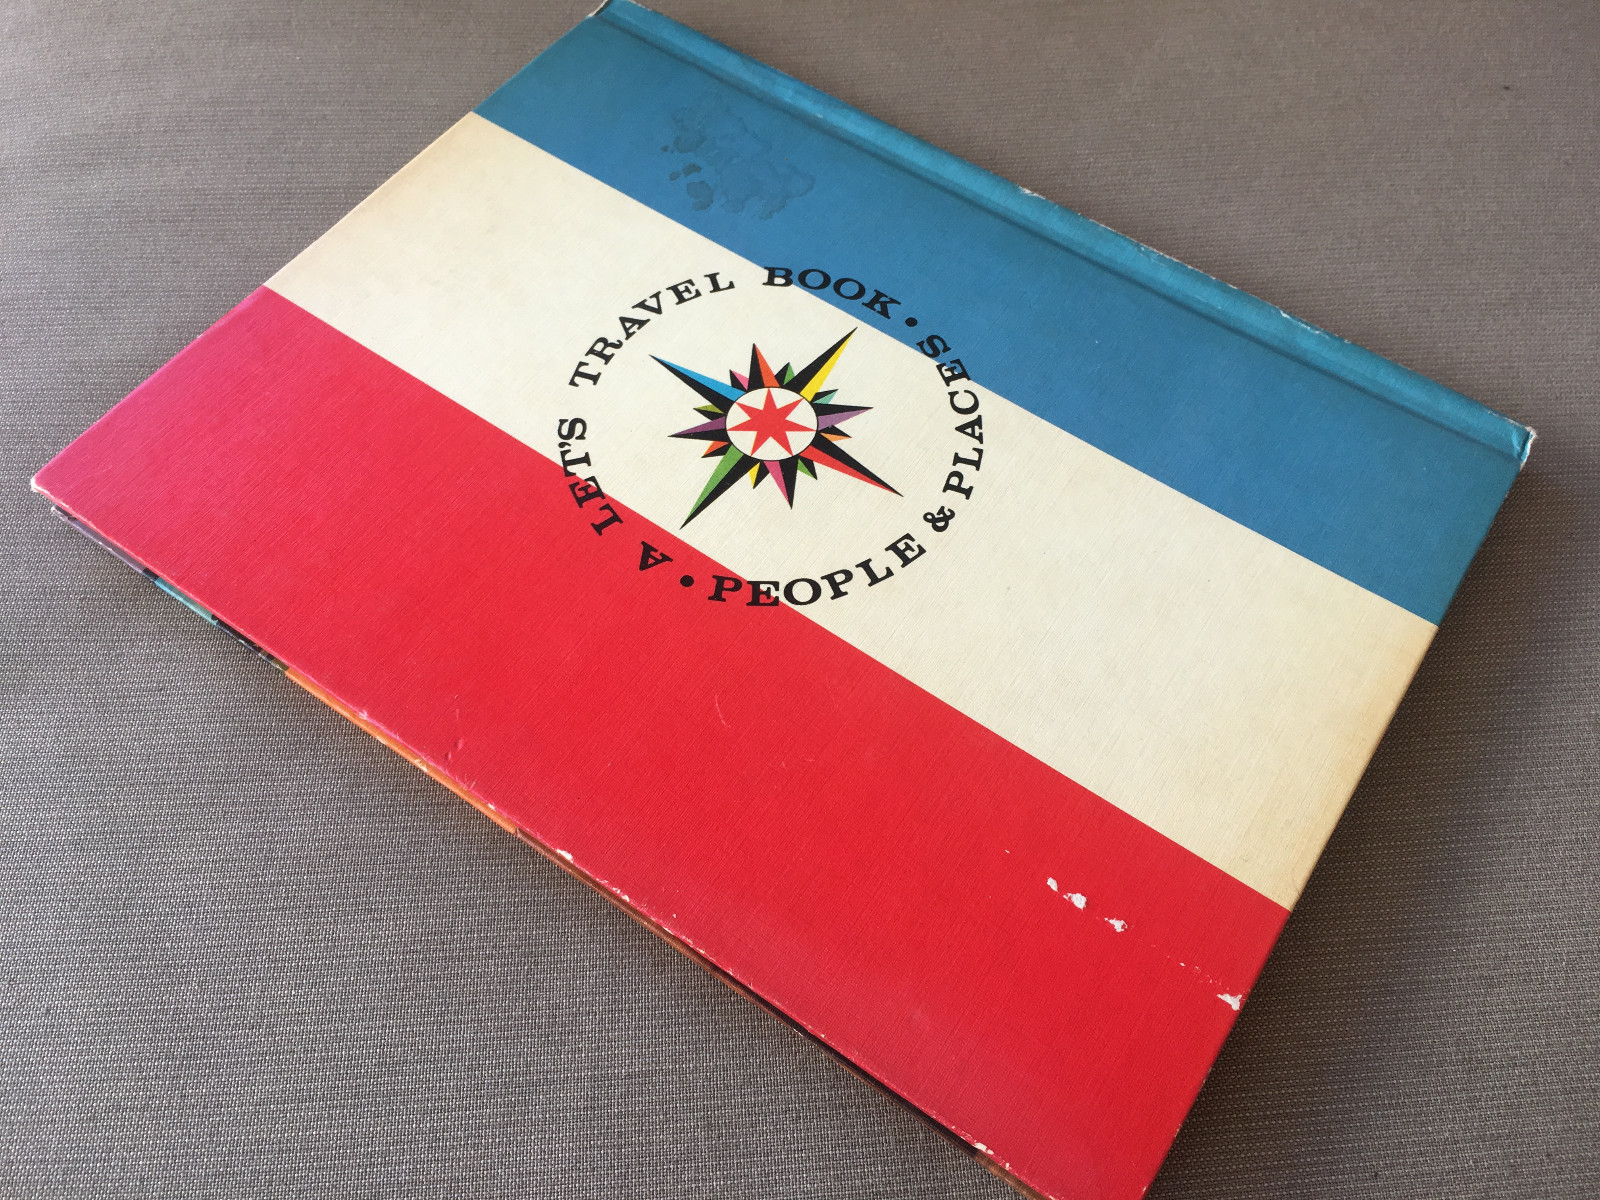 A LET'S TRAVEL BOOK • PEOPLE & PLACES •